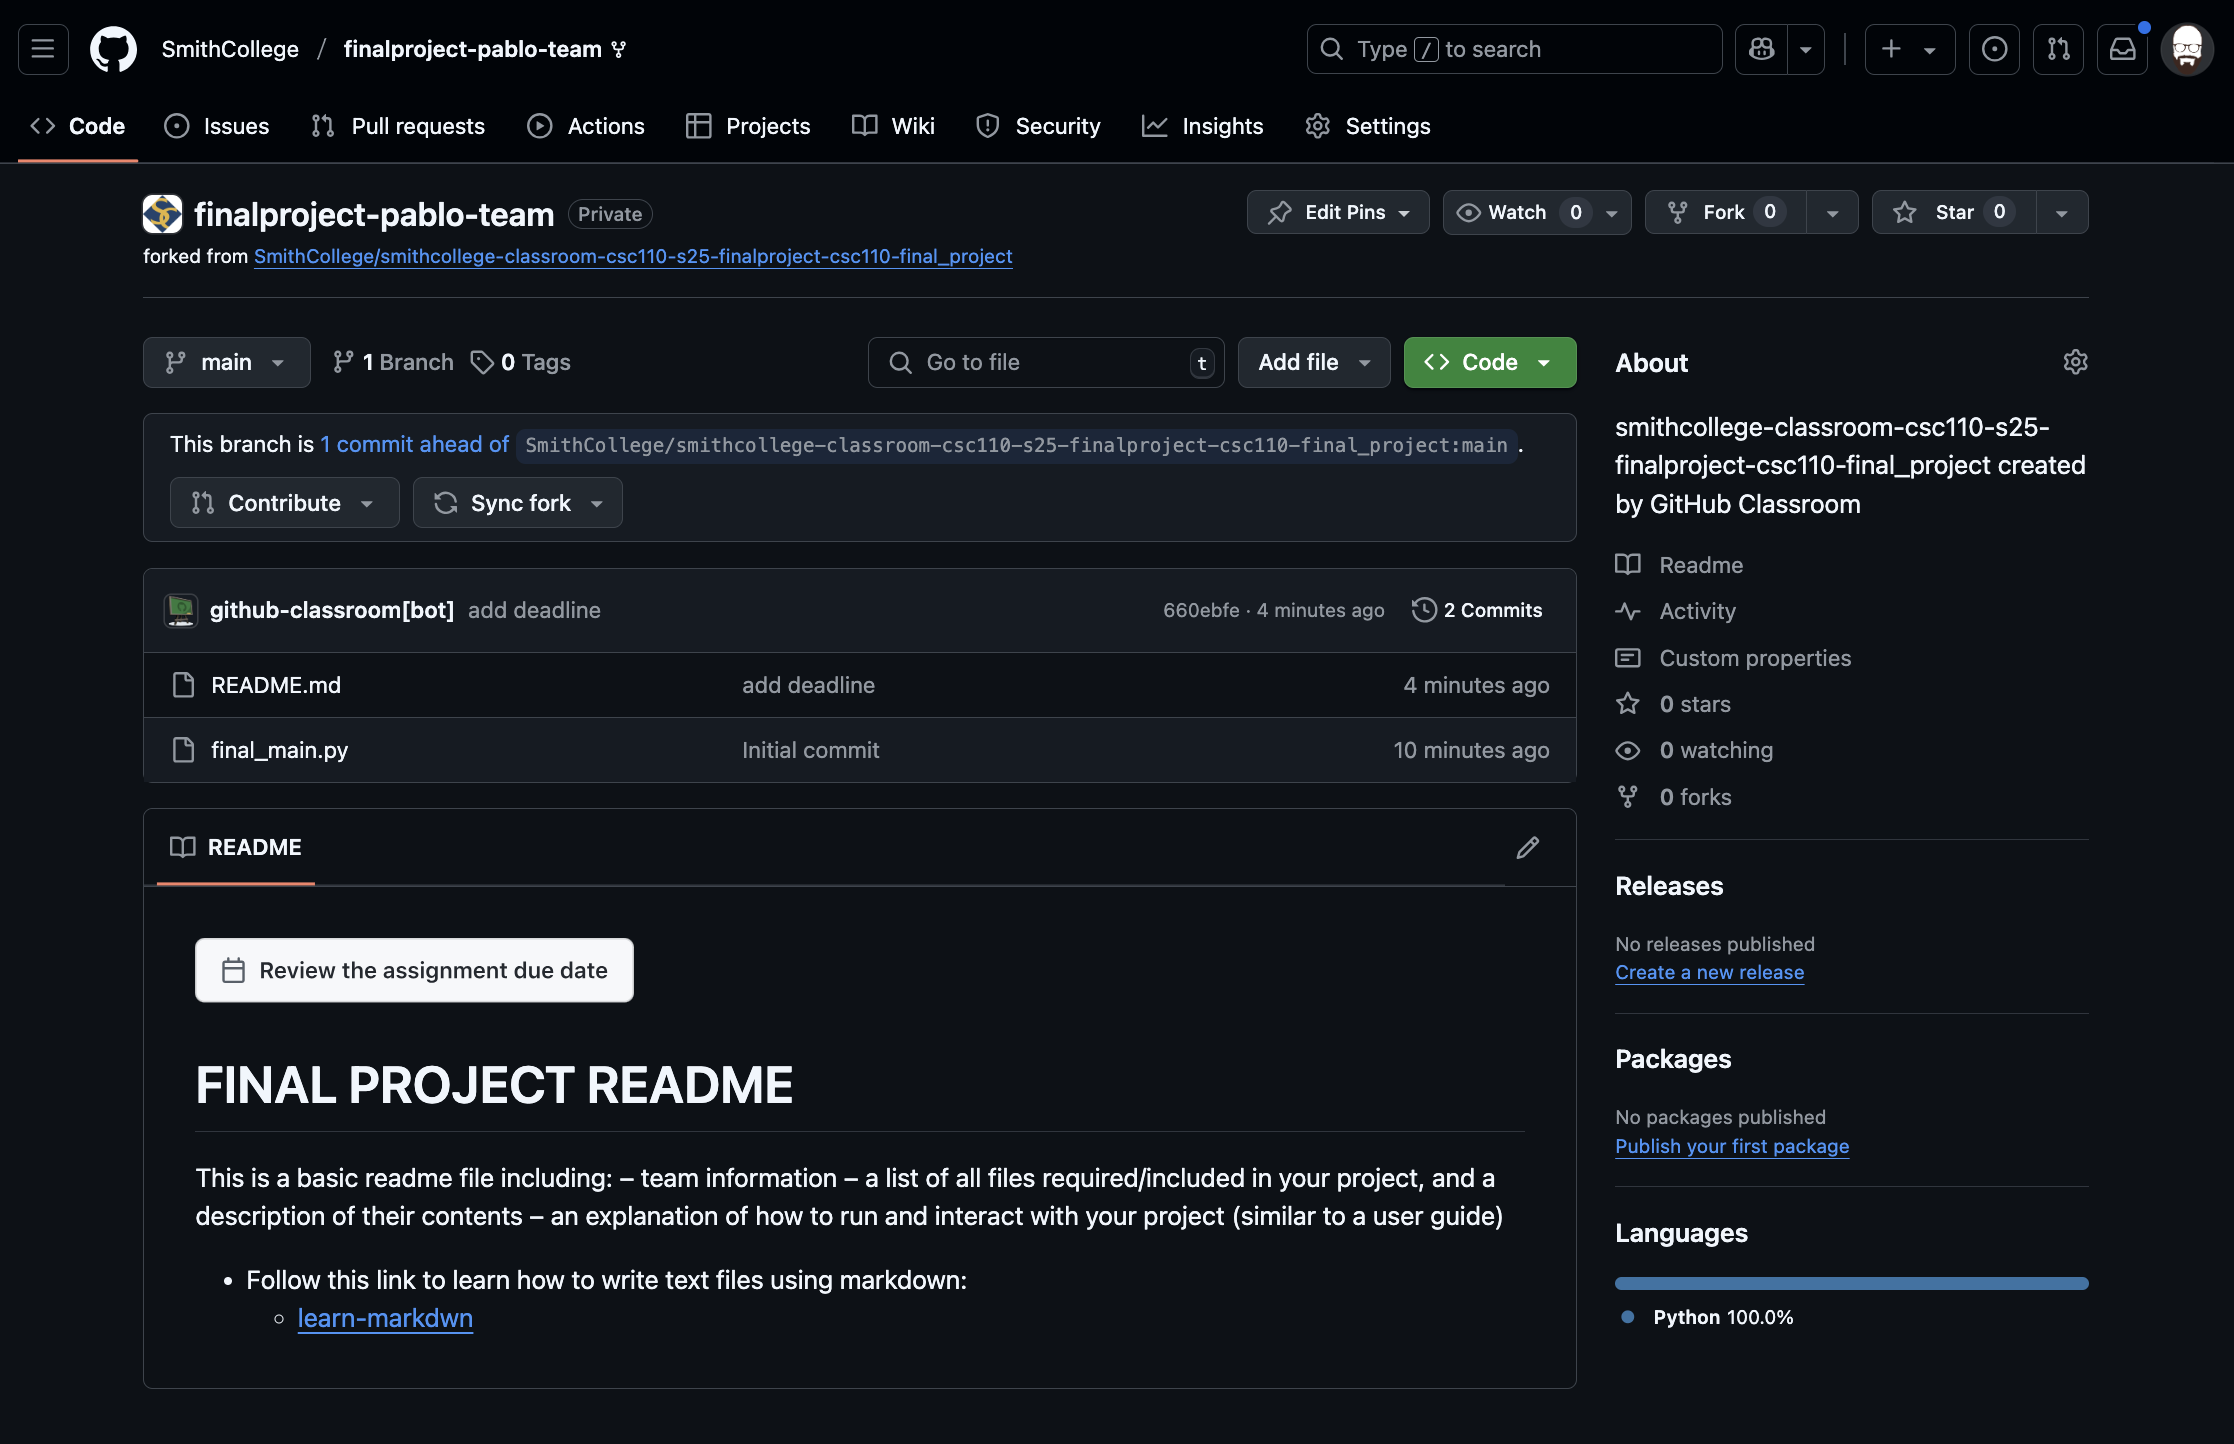 SmithCollege / finalproject-pablo-team
Type / to search
Code Issues Pull requests Actions Projects Wiki Security Insights Settings
finalproject-pablo-team Private
Edit Pins Watch 0 Fork 0 Star 0
forked from SmithCollege/smithcollege-classroom-csc110-s25-finalproject-csc110-final_project
main 1 Branch 0 Tags
Go to file t Add file Code
This branch is 1 commit ahead of SmithCollege/smithcollege-classroom-csc110-s25-finalproject-csc110-final_project:main .
Contribute Sync fork
github-classroom[bot] add deadline 660ebfe · 4 minutes ago 2 Commits
README.md add deadline 4 minutes ago
final_main.py Initial commit 10 minutes ago
README
Review the assignment due date
FINAL PROJECT README
This is a basic readme file including: – team information – a list of all files required/included in your project, and a
description of their contents – an explanation of how to run and interact with your project (similar to a user guide)
• Follow this link to learn how to write text files using markdown:
○ learn-markdwn
About
smithcollege-classroom-csc110-s25-
finalproject-csc110-final_project created
by GitHub Classroom
Readme
Activity
Custom properties
0 stars
0 watching
0 forks
Releases
No releases published
Create a new release
Packages
No packages published
Publish your first package
Languages
Python 100.0%